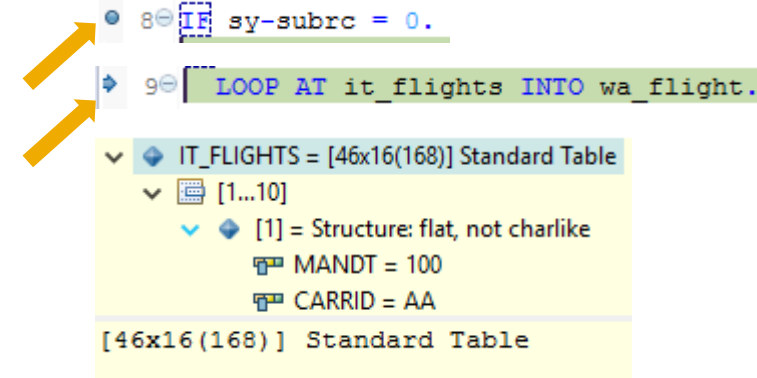 8 IF sy-subrc = 0.
9 LOOP AT it_flights INTO wa_flight.
IT_FLIGHTS = [46x16(168)] Standard Table
[1...10]
[1] = Structure: flat, not charlike
MANDT = 100
CARRID = AA
[46x16(168)] Standard Table